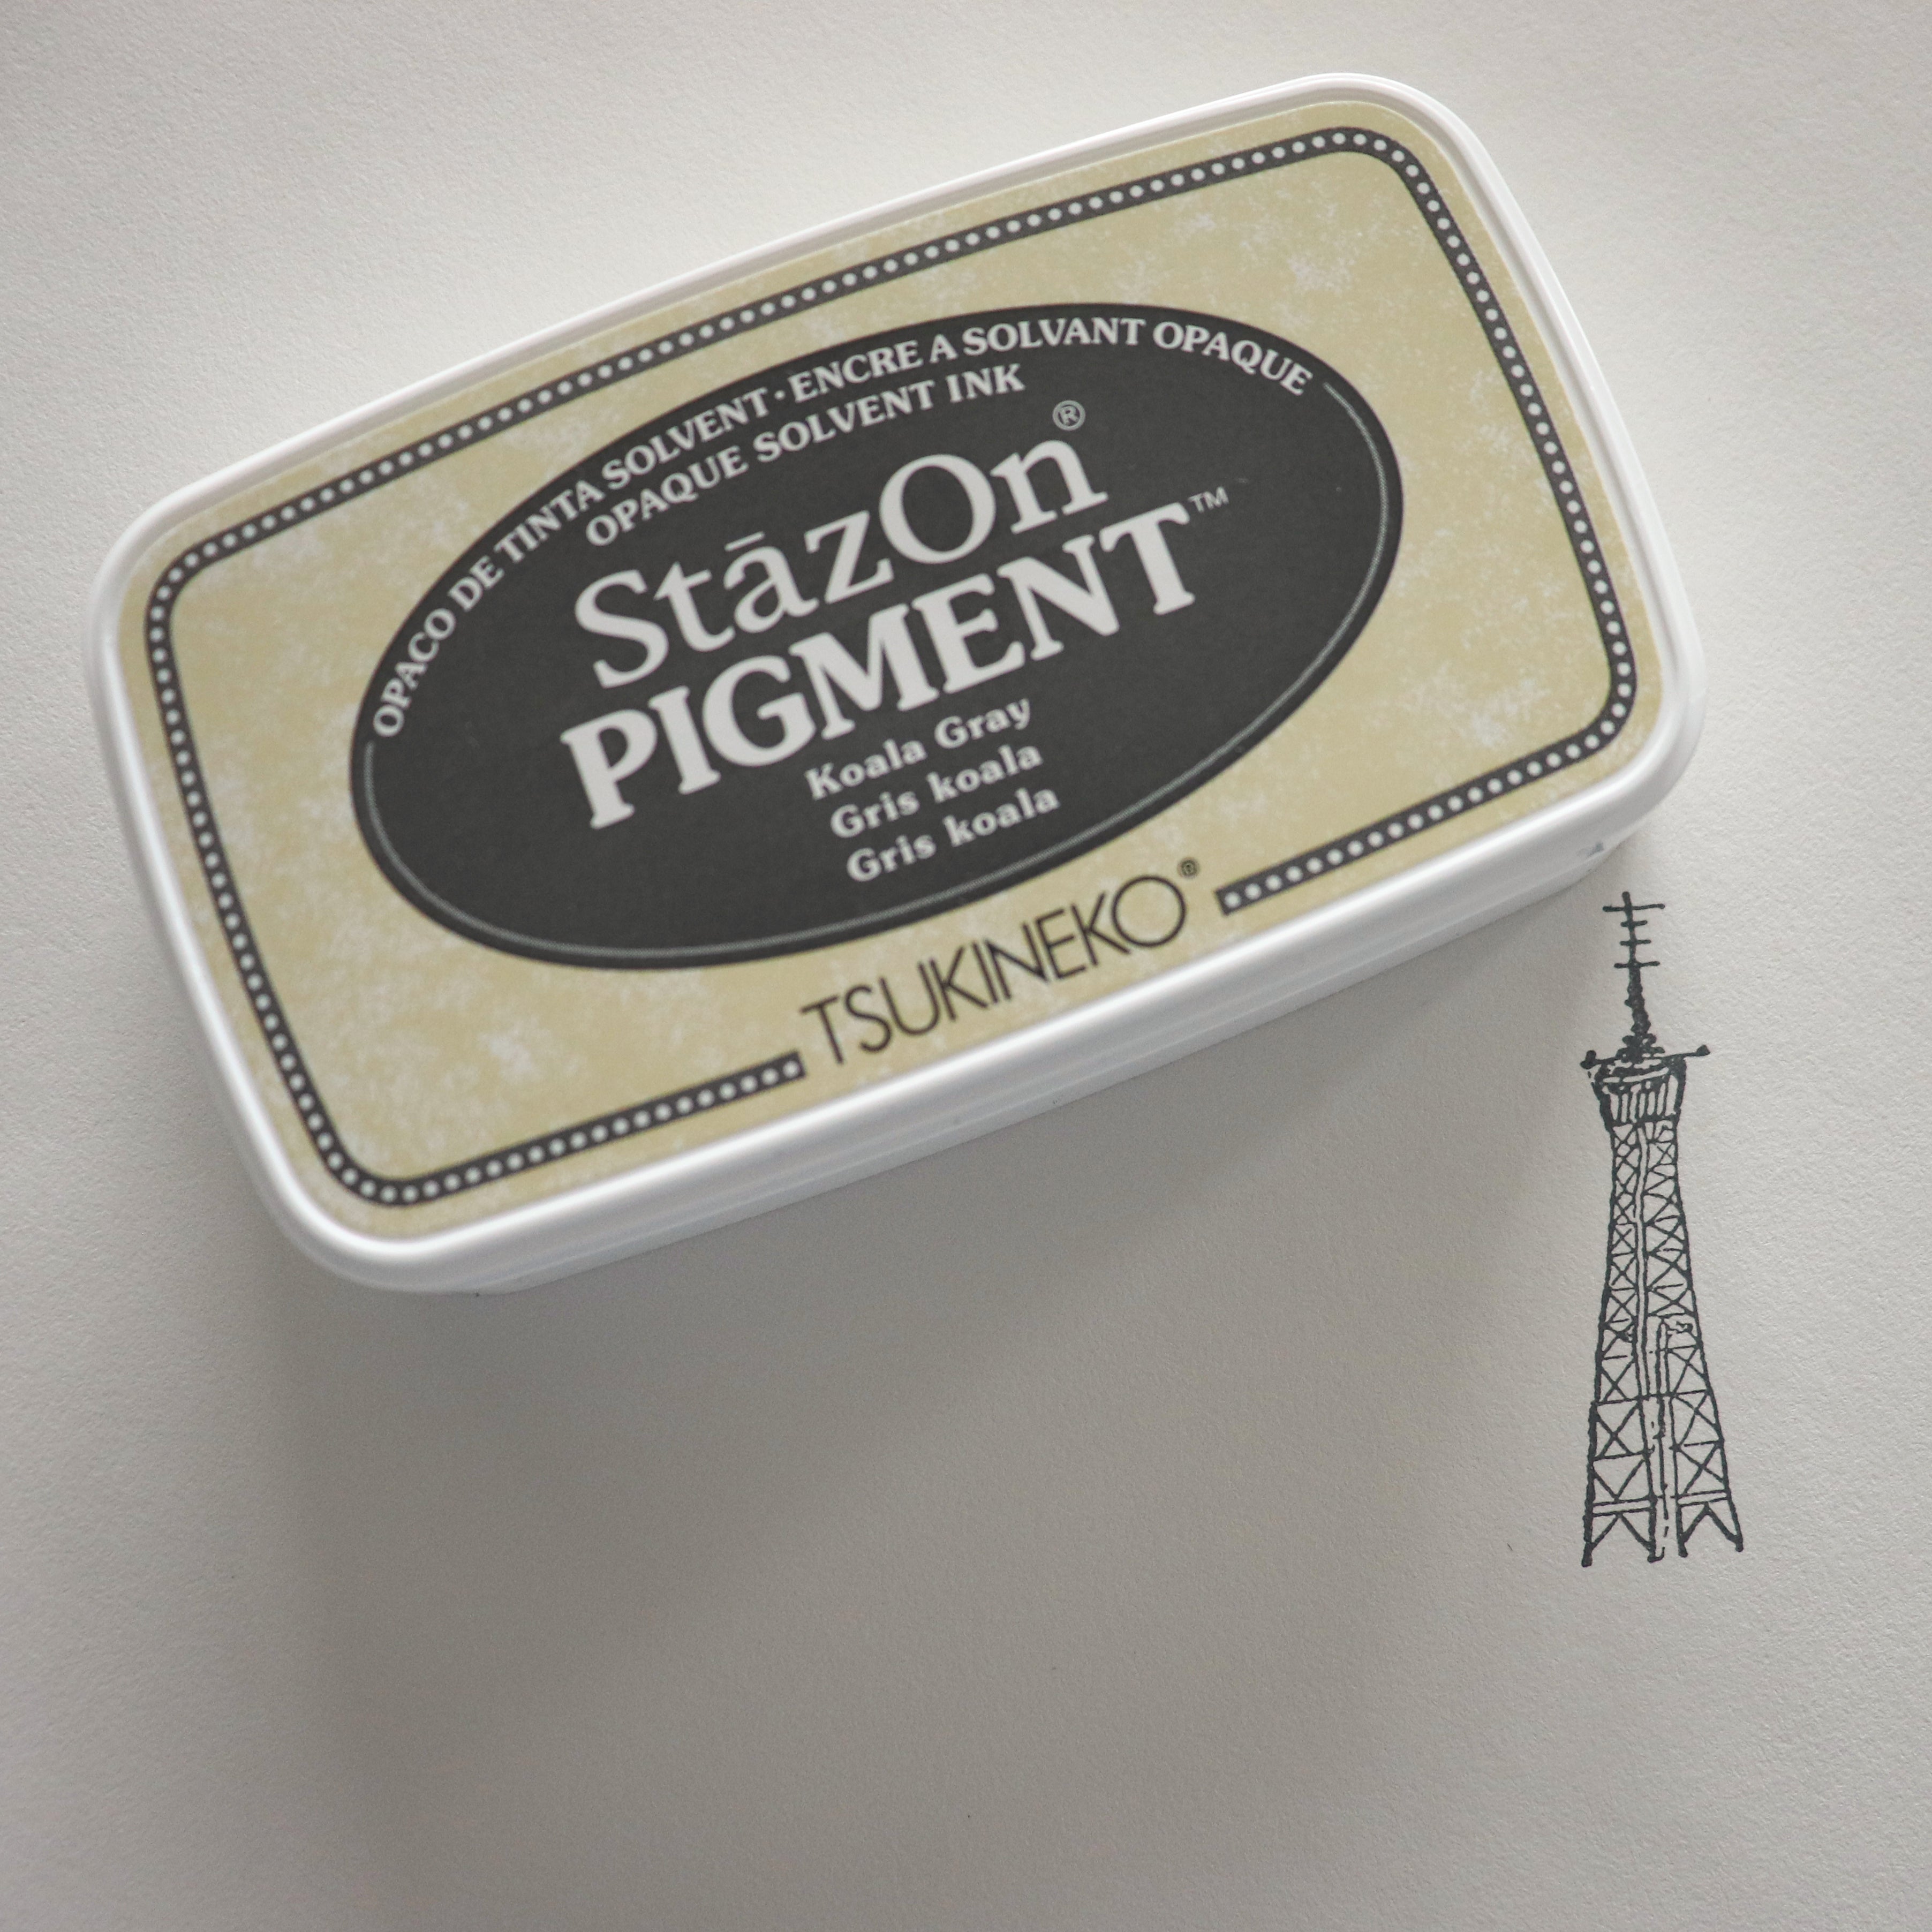 OPACO DE TINTA SOLVENT · ENCRE A SOLVANT OPAQUE
OPAQUE SOLVENT INK
StāzOn®
PIGMENT™
Koala Gray
Gris koala
Gris koala
TSUKINEKO®